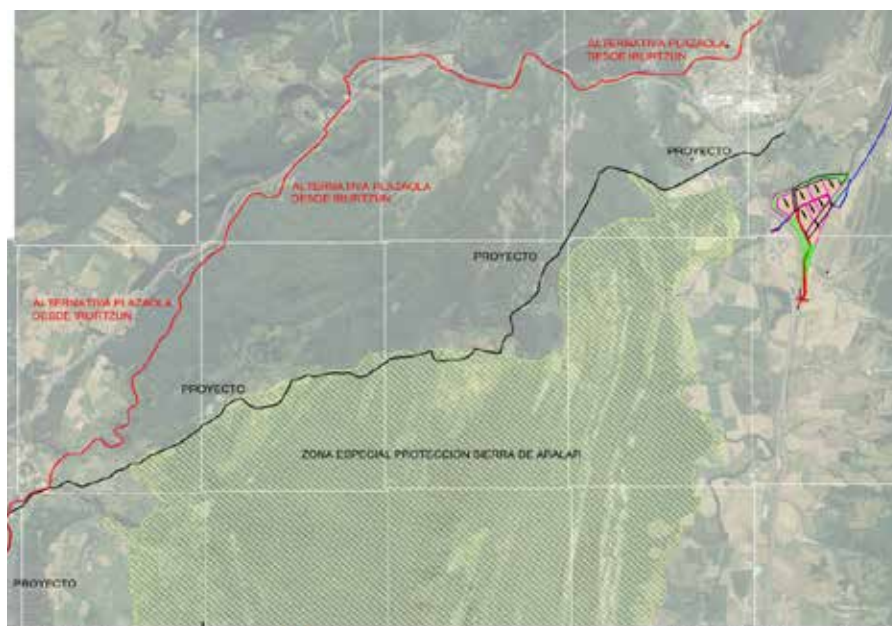 ALTERNATIVA PLAZAOLA
DESDE IRURTZUN
PROYECTO
ALTERNATIVA PLAZAOLA
DESDE IRURTZUN
PROYECTO
ALTERNATIVA PLAZAOLA
DESDE IRURTZUN
PROYECTO
ZONA ESPECIAL PROTECCION SIERRA DE ARALAR
PROYECTO